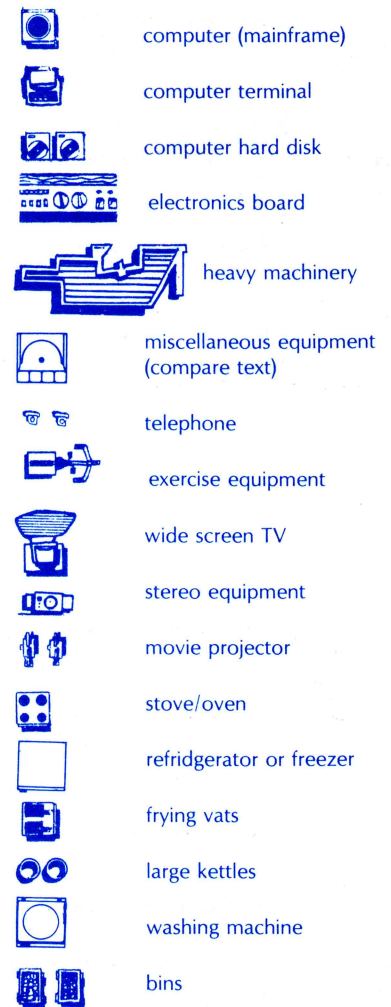 computer (mainframe)
computer terminal
computer hard disk
electronics board
heavy machinery
miscellaneous equipment
(compare text)
telephone
exercise equipment
wide screen TV
stereo equipment
movie projector
stove/oven
refridgerator or freezer
frying vats
large kettles
washing machine
bins